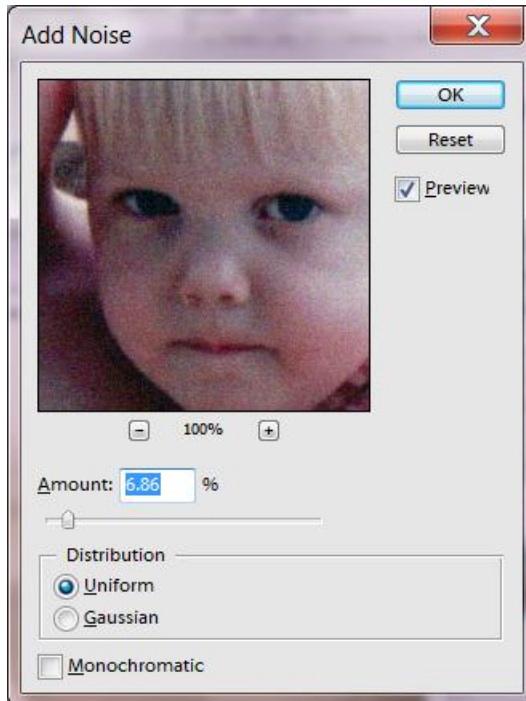 Add Noise
OK
Reset
Preview
100%
Amount: 6.86 %
Distribution
Uniform
Gaussian
Monochromatic